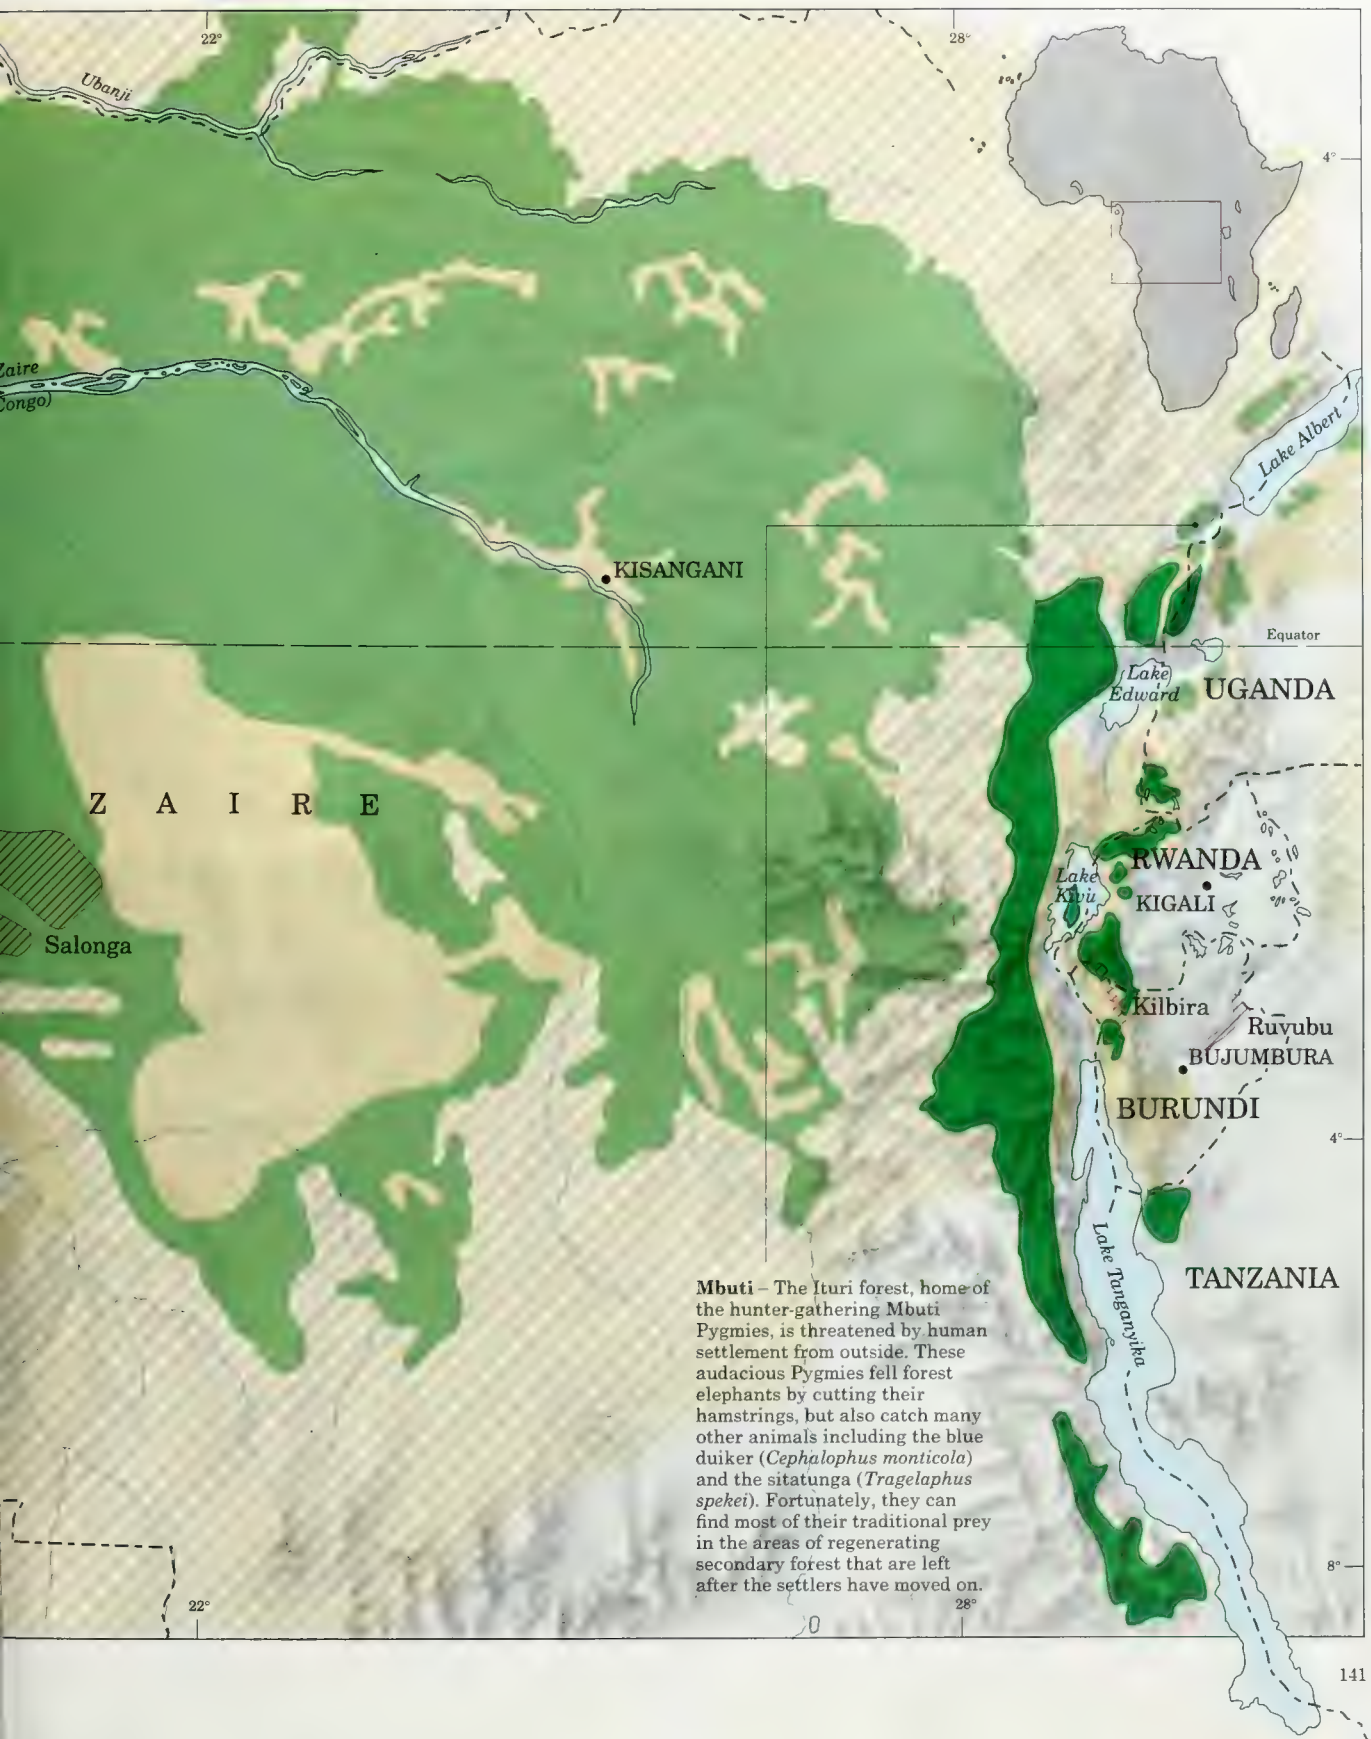 22°
28°
Ubanji
4°
Zaire
Congo)
Lake Albert
KISANGANI
Equator
Lake
Edward
UGANDA
Z A I R E
RWANDA
Lake
Kivu
KIGALI
Salonga
Kilbira
Ruvubu
BUJUMBURA
BURUNDI
4°
Lake Tanganyika
TANZANIA
Mbuti – The Ituri forest, home of
the hunter-gathering Mbuti
Pygmies, is threatened by human
settlement from outside. These
audacious Pygmies fell forest
elephants by cutting their
hamstrings, but also catch many
other animals including the blue
duiker (Cephalophus monticola)
and the sitatunga (Tragelaphus
spekei). Fortunately, they can
find most of their traditional prey
in the areas of regenerating
secondary forest that are left
after the settlers have moved on.
8°
22°
28°
141